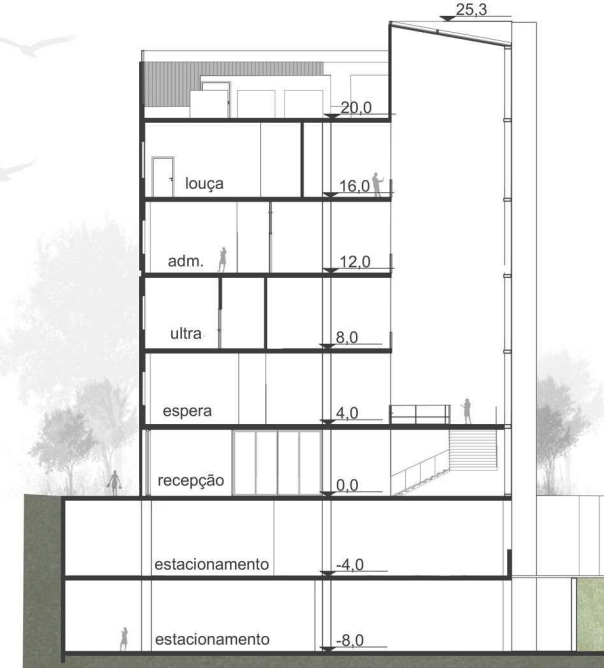 25,3
20,0
louça
16,0
adm.
12,0
ultra
8,0
espera
4,0
recepção
0,0
estacionamento
-4,0
estacionamento
-8,0